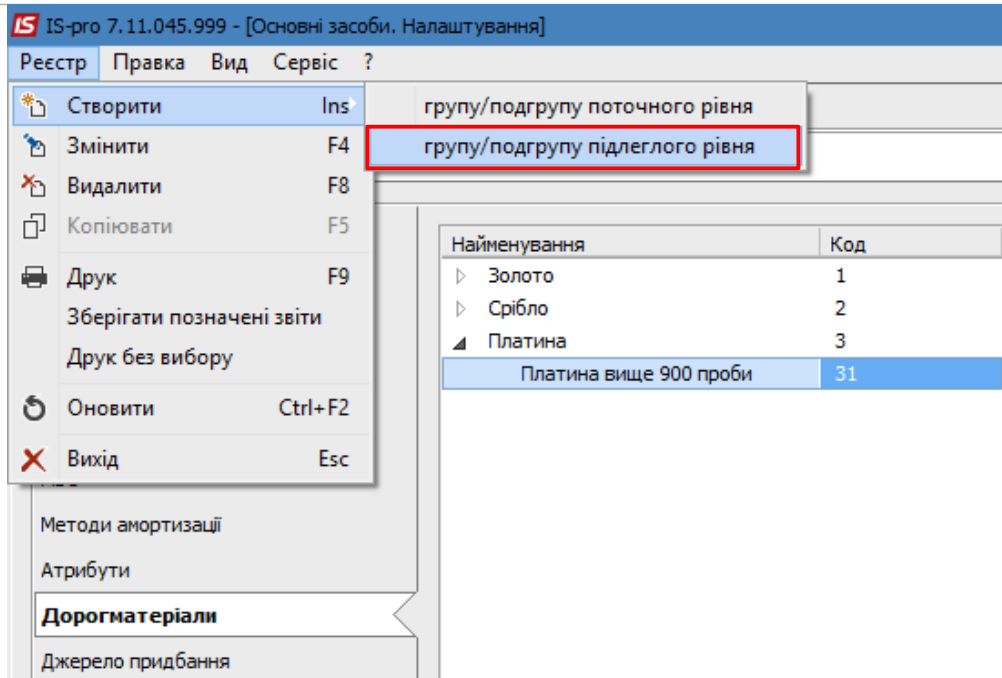 IS-pro 7.11.045.999 - [Основні засоби. Налаштування]
Реєстр Правка Вид Сервіс ?
Створити Ins
групу/подгрупу поточного рівня
групу/подгрупу підлеглого рівня
Змінити F4
Видалити F8
Копіювати F5
Друк F9
Зберігати позначені звіти
Друк без вибору
Оновити Ctrl+F2
Вихід Esc
Методи амортизації
Атрибути
Дорогматеріали
Джерело придбання
Найменування Код
Золото 1
Срібло 2
Платина 3
Платина вище 900 проби 31